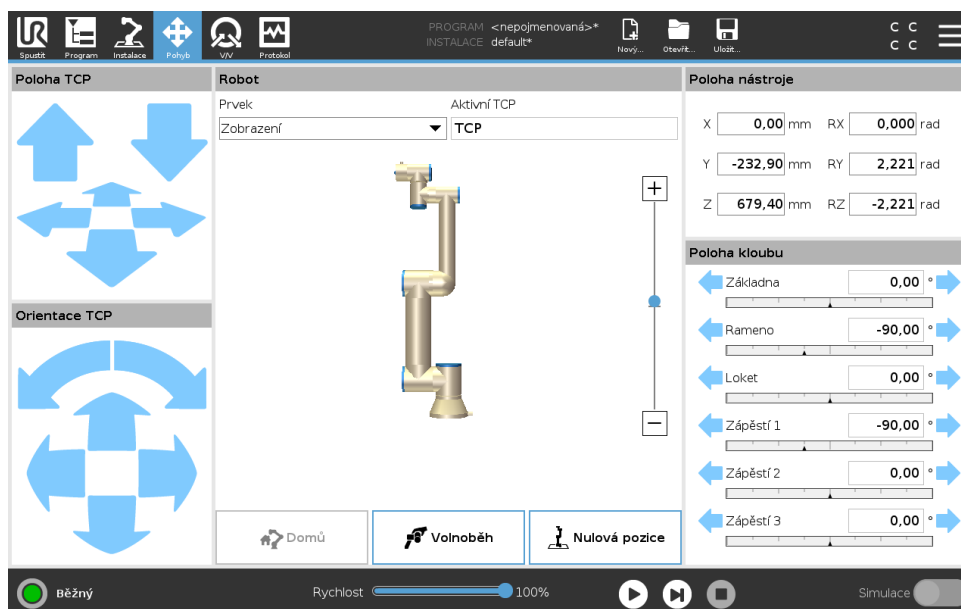 PROGRAM <nepojmenovaná>*
INSTALACE default*
Spustit Program Instalace Pohyb V/V Protokol Nový... Otevřít... Uložit...
C C
C C
Poloha TCP
Orientace TCP
Robot
Prvek Aktivní TCP
Zobrazení TCP
+
−
Domů Volnoběh Nulová pozice
Poloha nástroje
X 0,00 mm RX 0,000 rad
Y -232,90 mm RY 2,221 rad
Z 679,40 mm RZ -2,221 rad
Poloha kloubu
Základna 0,00 °
Rameno -90,00 °
Loket 0,00 °
Zápěstí 1 -90,00 °
Zápěstí 2 0,00 °
Zápěstí 3 0,00 °
Běžný Rychlost 100% Simulace